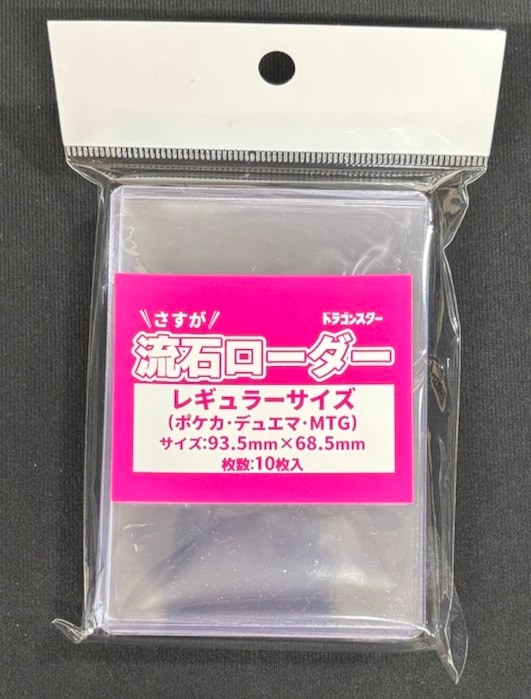 \\さすが//
ドラゴンスター
流石ローダー
レギュラーサイズ
(ポケカ・デュエマ・MTG)
サイズ:93.5mm×68.5mm
枚数:10枚入